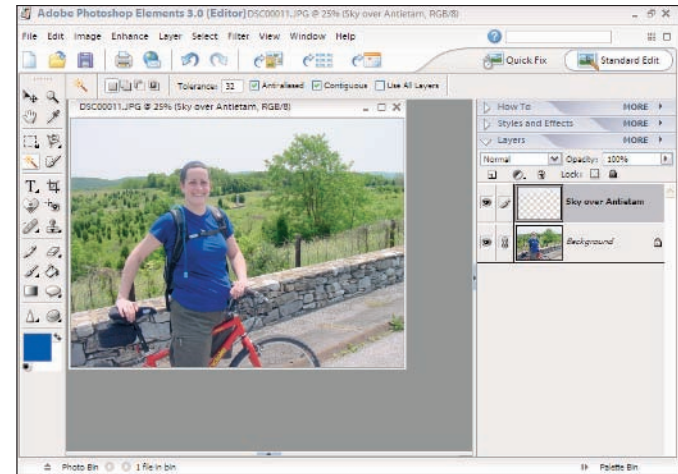 Adobe Photoshop Elements 3.0 (Editor) DSC00011.JPG @ 25% (Sky over Antietam, RGB/8)
File Edit Image Enhance Layer Select Filter View Window Help
Quick Fix Standard Edit
Tolerance: 32 Anti-aliased Contiguous Use All Layers
DSC00011.JPG @ 25% (Sky over Antietam, RGB/8)
How To MORE
Styles and Effects MORE
Layers MORE
Normal Opacity: 100%
Lock:
Sky over Antietam
Background
Photo Bin 1 file in bin Palette Bin